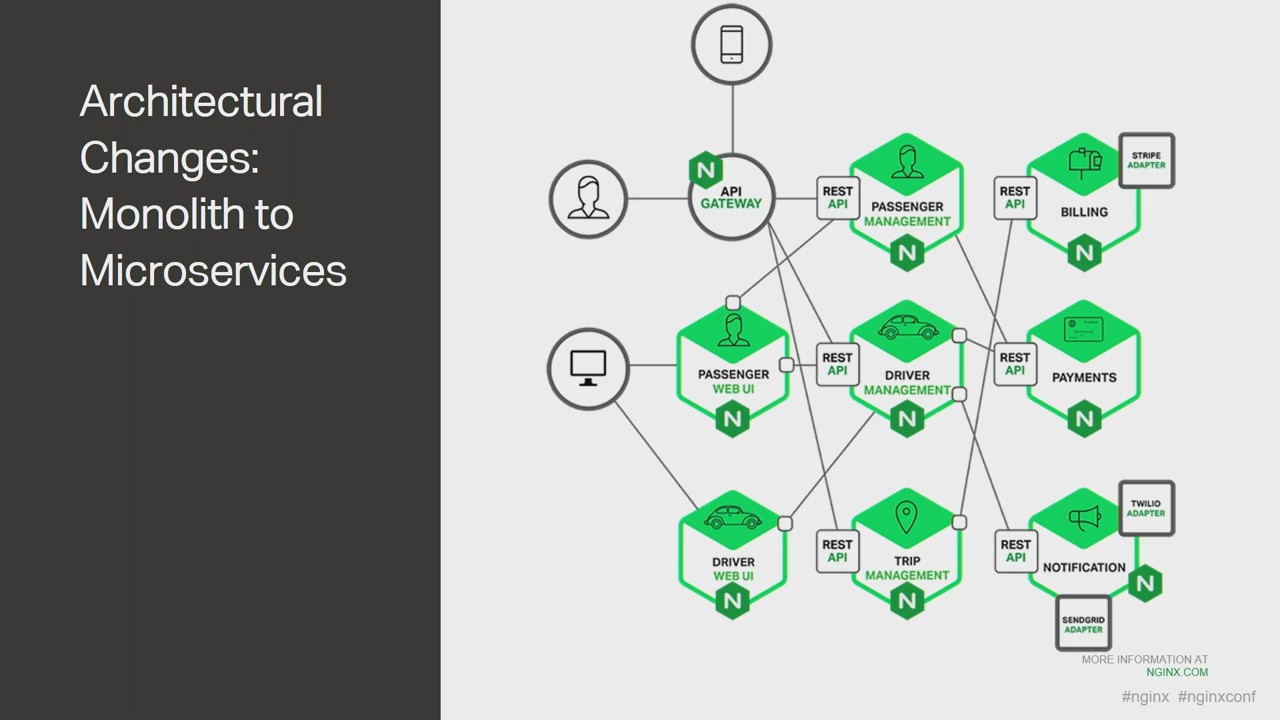 Architectural
Changes:
Monolith to
Microservices
N
API
GATEWAY
REST
API
PASSENGER
MANAGEMENT
N
REST
API
BILLING
STRIPE
ADAPTER
N
PASSENGER
WEB UI
N
REST
API
DRIVER
MANAGEMENT
N
REST
API
PAYMENTS
N
DRIVER
WEB UI
N
REST
API
TRIP
MANAGEMENT
N
REST
API
NOTIFICATION
TWILIO
ADAPTER
N
SENDGRID
ADAPTER
MORE INFORMATION AT
NGINX.COM
#nginx #nginxconf